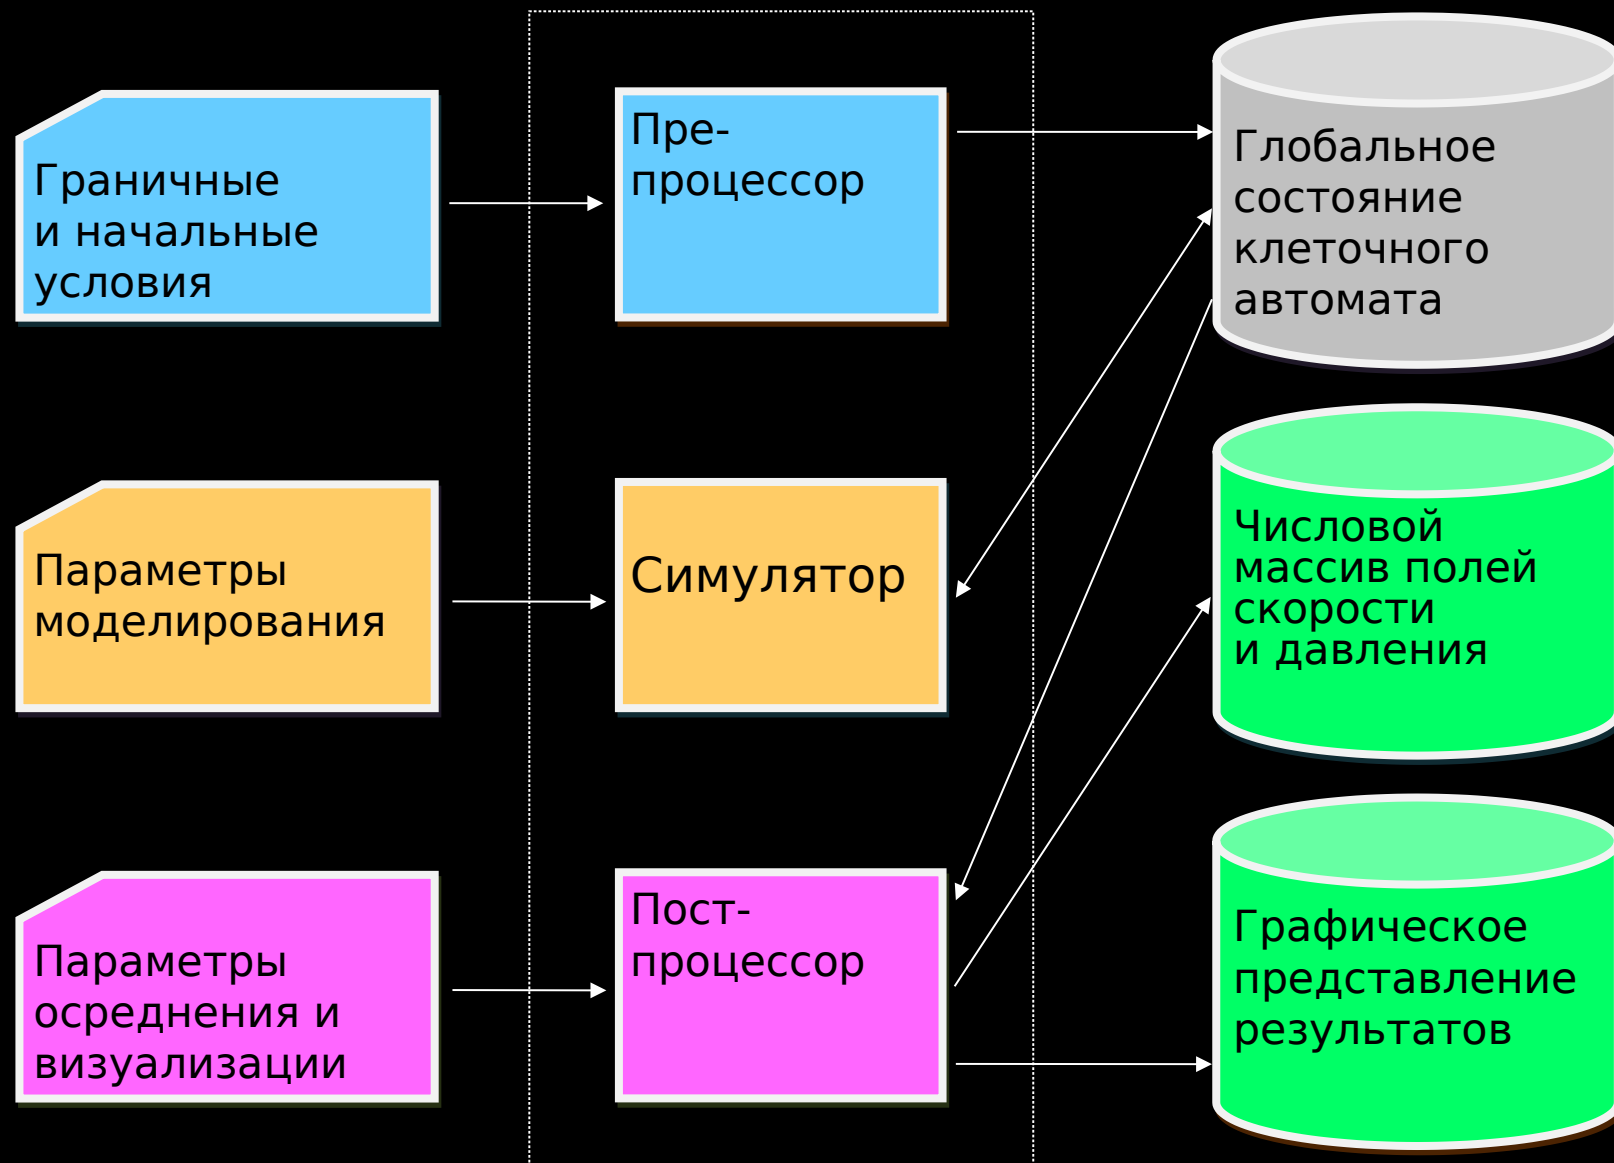 Граничные
и начальные
условия
Пре-
процессор
Глобальное
состояние
клеточного
автомата
Параметры
моделирования
Симулятор
Числовой
массив полей
скорости
и давления
Параметры
осреднения и
визуализации
Пост-
процессор
Графическое
представление
результатов